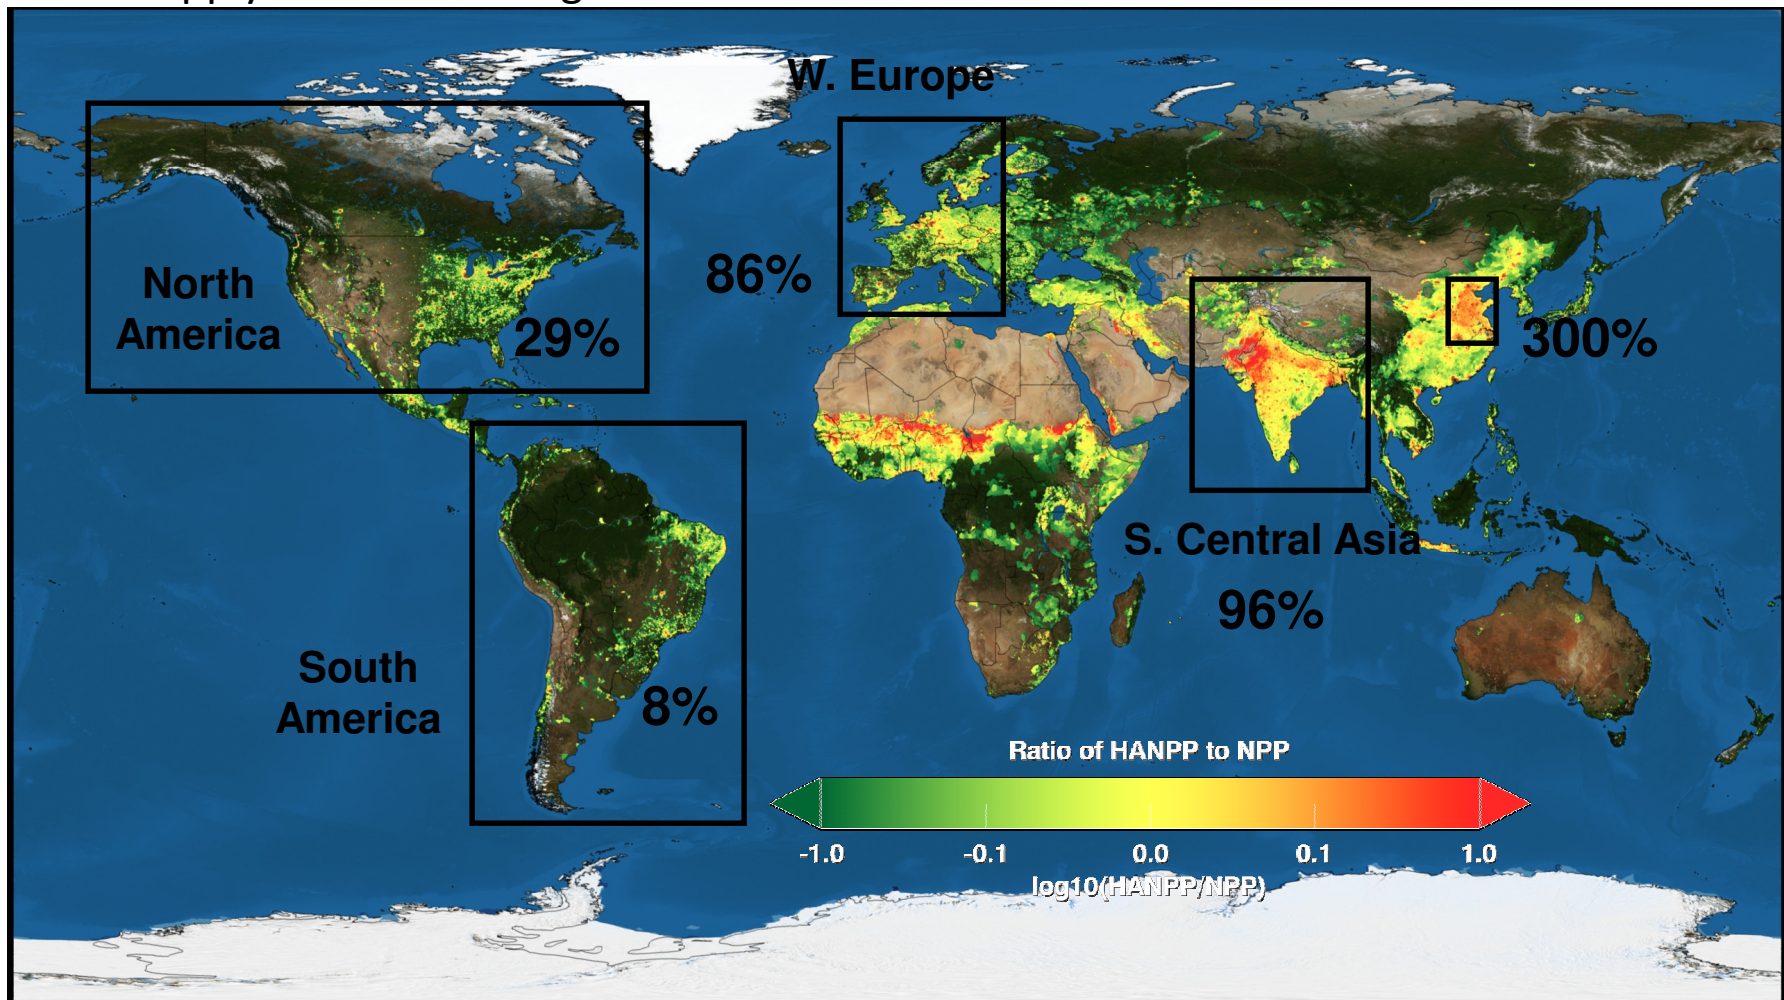 W. Europe
86%
North
America
29%
300%
S. Central Asia
96%
South
America
8%
Ratio of HANPP to NPP
-1.0 -0.1 0.0 0.1 1.0
log10(HANPP/NPP)